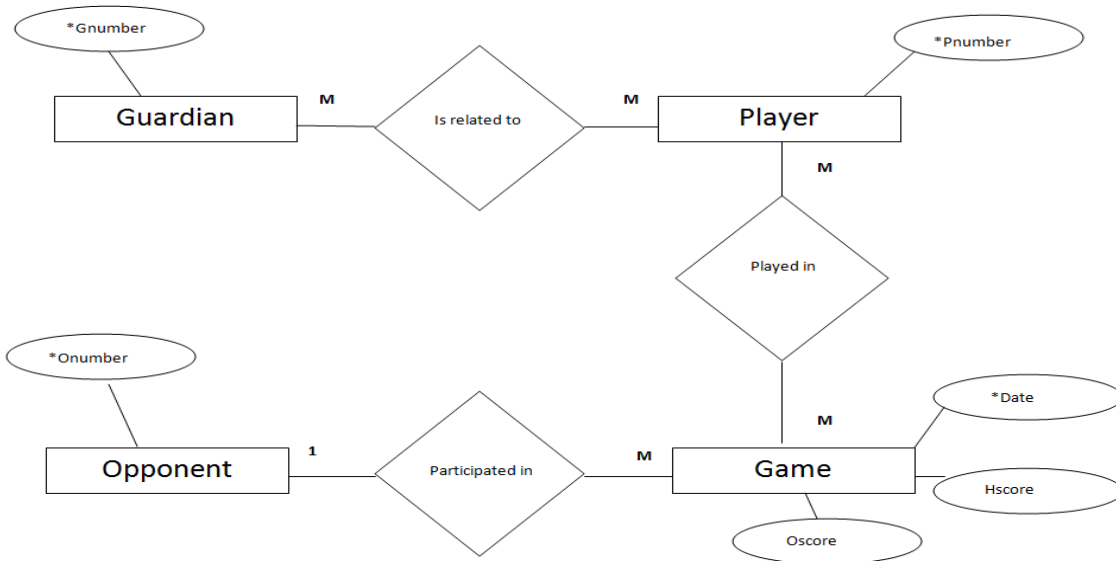 *Gnumber
*Pnumber
Guardian
M
Is related to
M
Player
M
Played in
*Onumber
*Date
M
Opponent
1
Participated in
M
Game
Hscore
Oscore